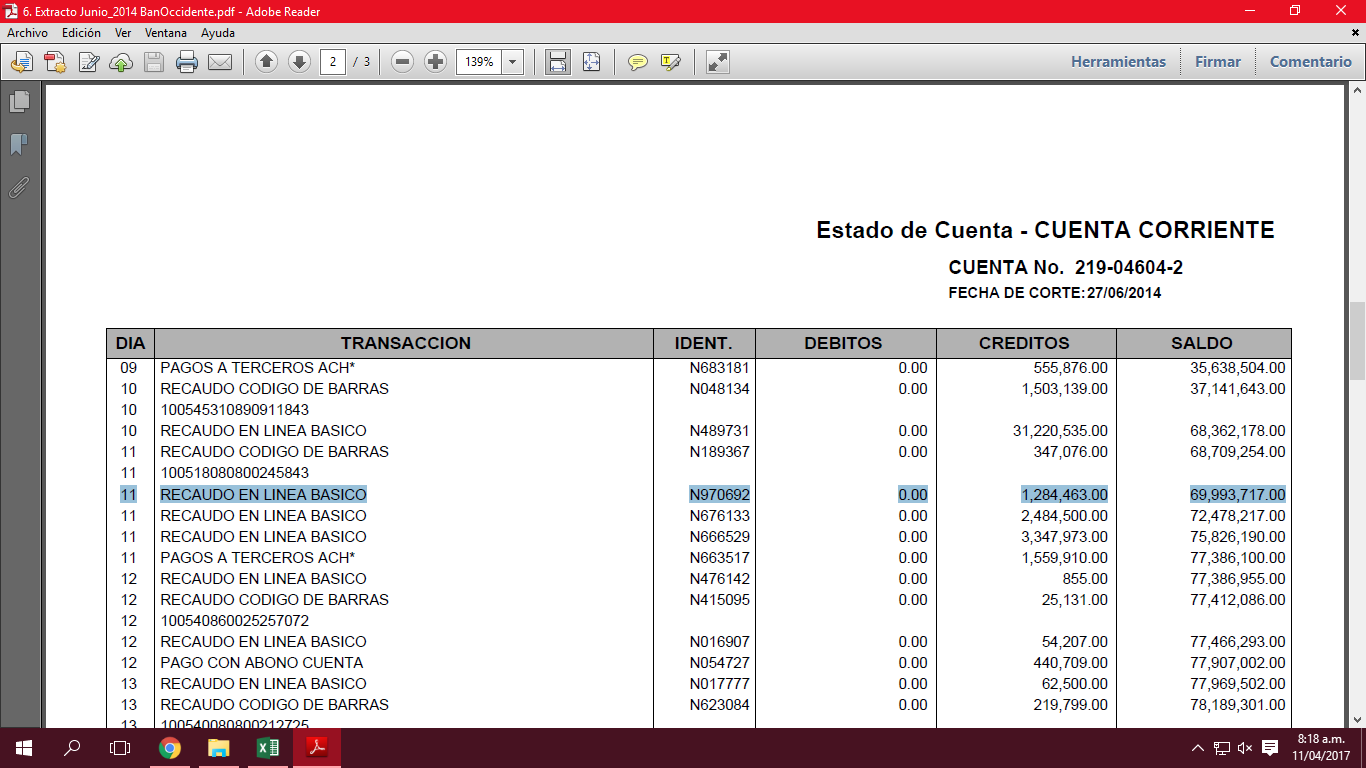 6. Extracto Junio_2014 BanOccidente.pdf - Adobe Reader
Archivo Edición Ver Ventana Ayuda
2 / 3 139% Herramientas Firmar Comentario
Estado de Cuenta - CUENTA CORRIENTE
CUENTA No. 219-04604-2
FECHA DE CORTE:27/06/2014
DIA TRANSACCION IDENT. DEBITOS CREDITOS SALDO
09 PAGOS A TERCEROS ACH* N683181 0.00 555,876.00 35,638,504.00
10 RECAUDO CODIGO DE BARRAS N048134 0.00 1,503,139.00 37,141,643.00
10 100545310890911843
10 RECAUDO EN LINEA BASICO N489731 0.00 31,220,535.00 68,362,178.00
11 RECAUDO CODIGO DE BARRAS N189367 0.00 347,076.00 68,709,254.00
11 100518080800245843
11 RECAUDO EN LINEA BASICO N970692 0.00 1,284,463.00 69,993,717.00
11 RECAUDO EN LINEA BASICO N676133 0.00 2,484,500.00 72,478,217.00
11 RECAUDO EN LINEA BASICO N666529 0.00 3,347,973.00 75,826,190.00
11 PAGOS A TERCEROS ACH* N663517 0.00 1,559,910.00 77,386,100.00
12 RECAUDO EN LINEA BASICO N476142 0.00 855.00 77,386,955.00
12 RECAUDO CODIGO DE BARRAS N415095 0.00 25,131.00 77,412,086.00
12 100540860025257072
12 RECAUDO EN LINEA BASICO N016907 0.00 54,207.00 77,466,293.00
12 PAGO CON ABONO CUENTA N054727 0.00 440,709.00 77,907,002.00
13 RECAUDO EN LINEA BASICO N017777 0.00 62,500.00 77,969,502.00
13 RECAUDO CODIGO DE BARRAS N623084 0.00 219,799.00 78,189,301.00
13 100540080800212725
8:18 a.m.
11/04/2017